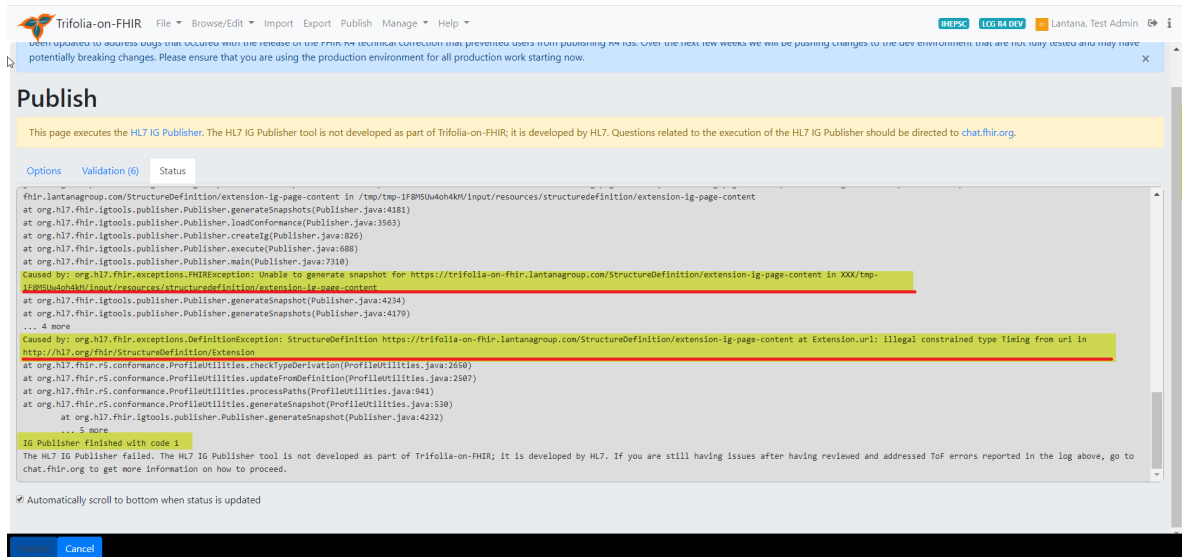 Trifolia-on-FHIR File Browse/Edit Import Export Publish Manage Help IHEPSC LCG R4 DEV Lantana, Test Admin
been updated to address bugs that occured with the release of the FHIR R4 technical correction that prevented users from publishing R4 IGs. Over the next few weeks we will be pushing changes to the dev environment that are not fully tested and may have
potentially breaking changes. Please ensure that you are using the production environment for all production work starting now.
Publish
This page executes the HL7 IG Publisher. The HL7 IG Publisher tool is not developed as part of Trifolia-on-FHIR; it is developed by HL7. Questions related to the execution of the HL7 IG Publisher should be directed to chat.fhir.org.
Options Validation (6) Status
fhir.lantanagroup.com/StructureDefinition/extension-ig-page-content in /tmp/tmp-1F8M5Uw4oh4kM/input/resources/structuredefinition/extension-ig-page-content
at org.hl7.fhir.igtools.publisher.Publisher.generateSnapshots(Publisher.java:4181)
at org.hl7.fhir.igtools.publisher.Publisher.loadConformance(Publisher.java:3563)
at org.hl7.fhir.igtools.publisher.Publisher.createIg(Publisher.java:826)
at org.hl7.fhir.igtools.publisher.Publisher.execute(Publisher.java:688)
at org.hl7.fhir.igtools.publisher.Publisher.main(Publisher.java:7310)
Caused by: org.hl7.fhir.exceptions.FHIRException: Unable to generate snapshot for https://trifolia-on-fhir.lantanagroup.com/StructureDefinition/extension-ig-page-content in XXX/tmp-
1F8M5Uw4oh4kM/input/resources/structuredefinition/extension-ig-page-content
at org.hl7.fhir.igtools.publisher.Publisher.generateSnapshot(Publisher.java:4234)
at org.hl7.fhir.igtools.publisher.Publisher.generateSnapshots(Publisher.java:4179)
... 4 more
Caused by: org.hl7.fhir.exceptions.DefinitionException: StructureDefinition https://trifolia-on-fhir.lantanagroup.com/StructureDefinition/extension-ig-page-content at Extension.url: illegal constrained type Timing from uri in
http://hl7.org/fhir/StructureDefinition/Extension
at org.hl7.fhir.r5.conformance.ProfileUtilities.checkTypeDerivation(ProfileUtilities.java:2650)
at org.hl7.fhir.r5.conformance.ProfileUtilities.updateFromDefinition(ProfileUtilities.java:2507)
at org.hl7.fhir.r5.conformance.ProfileUtilities.processPaths(ProfileUtilities.java:941)
at org.hl7.fhir.r5.conformance.ProfileUtilities.generateSnapshot(ProfileUtilities.java:530)
at org.hl7.fhir.igtools.publisher.Publisher.generateSnapshot(Publisher.java:4232)
... 5 more
IG Publisher finished with code 1
The HL7 IG Publisher failed. The HL7 IG Publisher tool is not developed as part of Trifolia-on-FHIR; it is developed by HL7. If you are still having issues after having reviewed and addressed ToF errors reported in the log above, go to
chat.fhir.org to get more information on how to proceed.
Automatically scroll to bottom when status is updated
Cancel